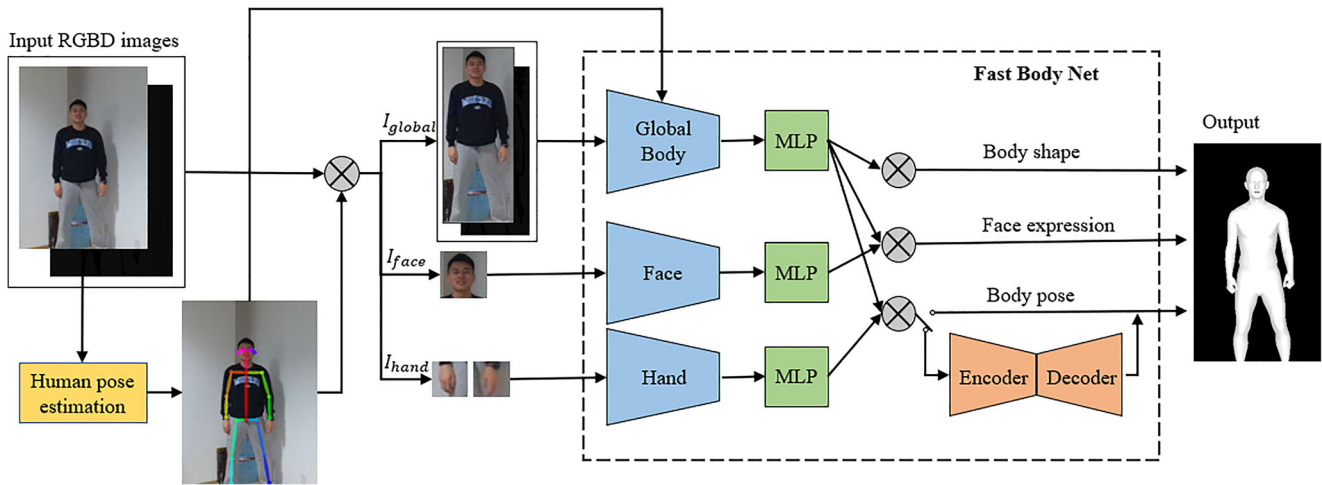 Input RGBD images
Human pose
estimation
I_global
I_face
I_hand
Fast Body Net
Global
Body
MLP
Face
MLP
Hand
MLP
Body shape
Face expression
Body pose
Encoder
Decoder
Output